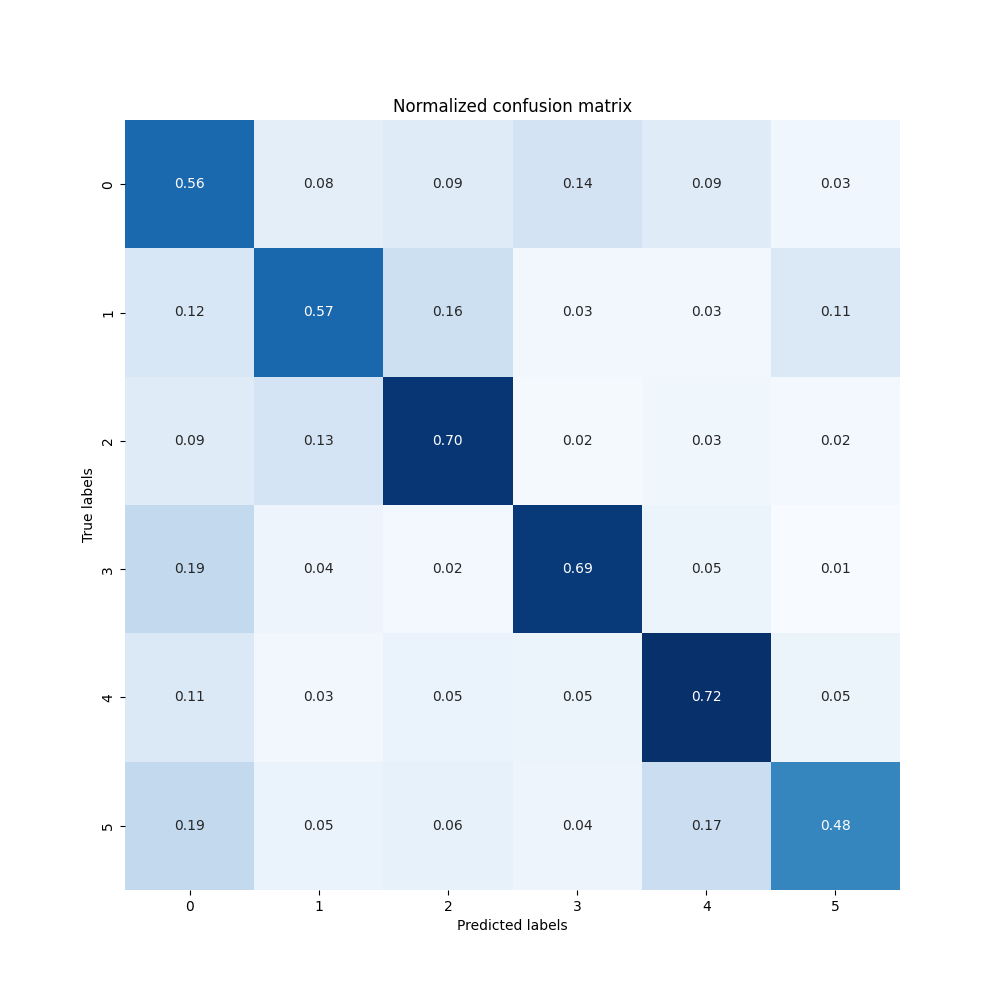 Normalized confusion matrix
0 0.56 0.08 0.09 0.14 0.09 0.03
1 0.12 0.57 0.16 0.03 0.03 0.11
2 0.09 0.13 0.70 0.02 0.03 0.02
3 0.19 0.04 0.02 0.69 0.05 0.01
4 0.11 0.03 0.05 0.05 0.72 0.05
5 0.19 0.05 0.06 0.04 0.17 0.48
True labels
0 1 2 3 4 5
Predicted labels